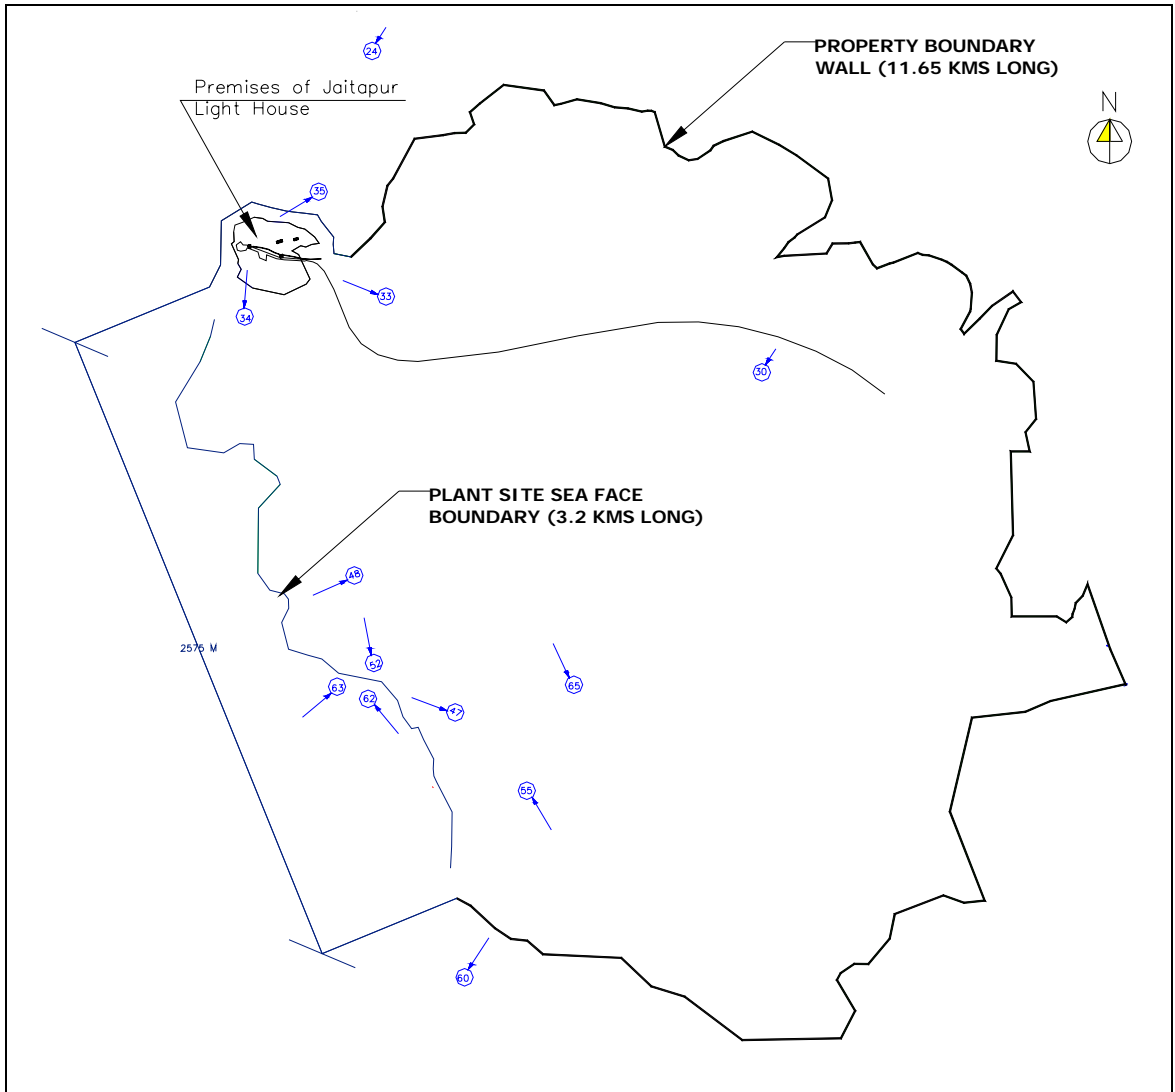 24
PROPERTY BOUNDARY
WALL (11.65 KMS LONG)
Premises of Jaitapur
Light House
N
35
33
34
30
PLANT SITE SEA FACE
BOUNDARY (3.2 KMS LONG)
48
2575 M
52
63
62
65
47
55
60